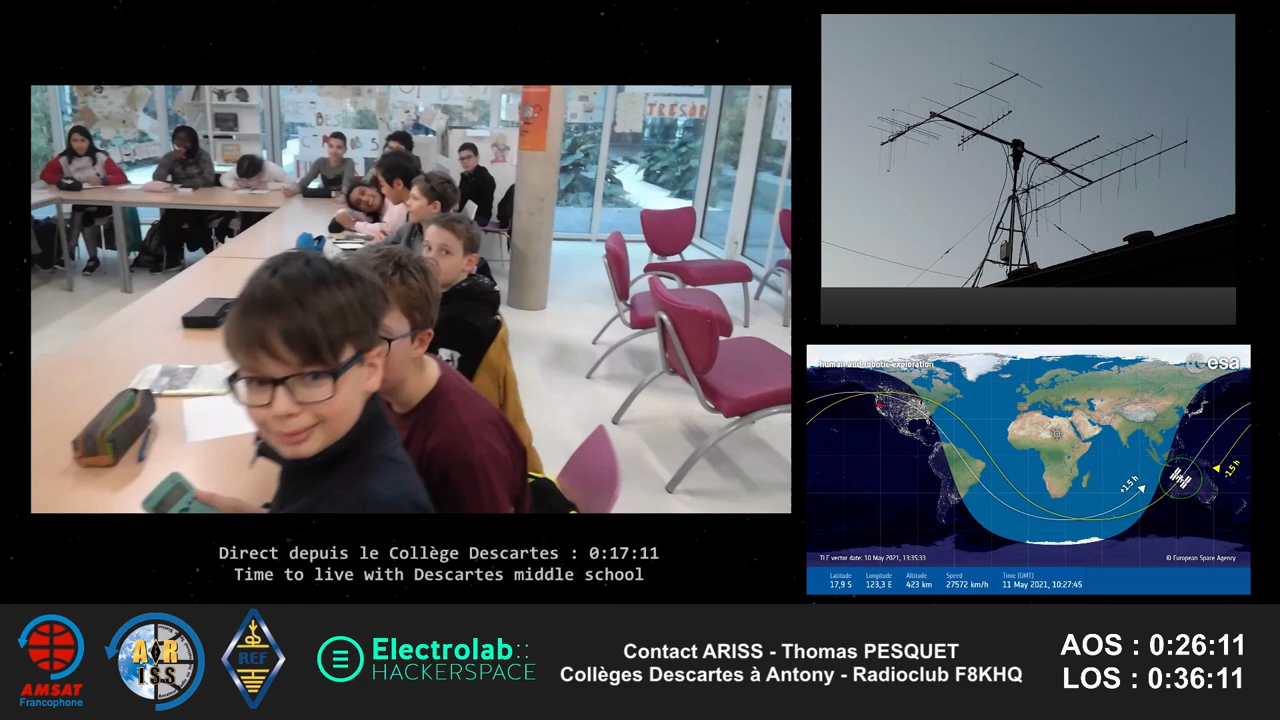 BES
TRESOR
Direct depuis le Collège Descartes : 0:17:11
Time to live with Descartes middle school
human and robotic exploration
esa
+1.5 h
-1.5 h
TLE vector date: 10 May 2021, 13:35:33
© European Space Agency
Latitude Longitude Altitude Speed Time (GMT)
17,9 S 123,3 E 423 km 27572 km/h 11 May 2021, 10:27:45
AMSAT
Francophone
AR
ISS
REF
Electrolab::
HACKERSPACE
Contact ARISS - Thomas PESQUET
Collèges Descartes à Antony - Radioclub F8KHQ
AOS : 0:26:11
LOS : 0:36:11